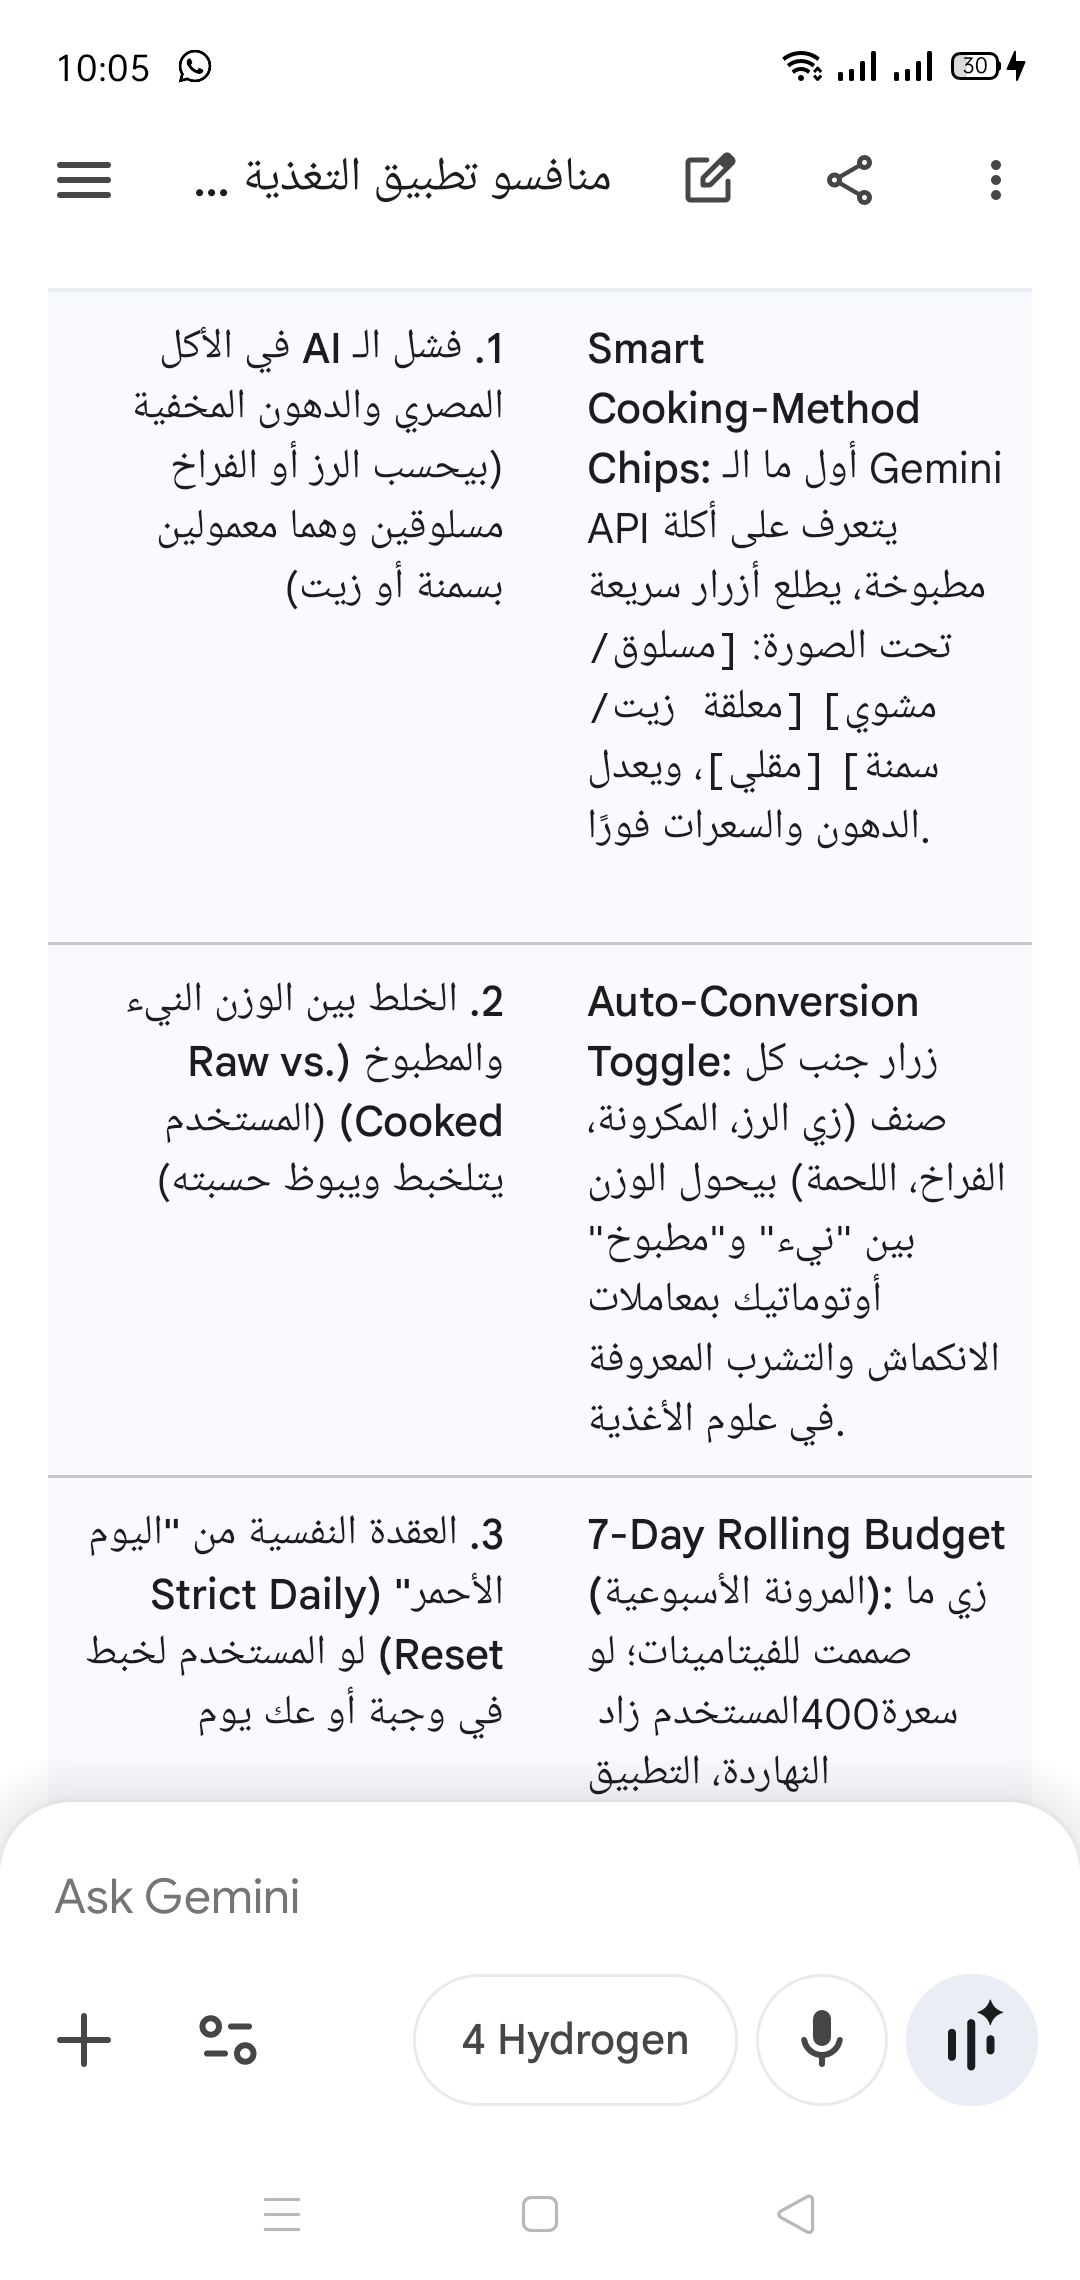 10:05
30
منافسو تطبيق التغذية ...
1. فشل الـ AI في الأكل
المصري والدهون المخفية
(بيحسب الرز أو الفراخ
مسلوقين وهما معمولين
بسمنة أو زيت)
Smart
Cooking-Method
Chips: أول ما الـ Gemini
API يتعرف على أكلة
مطبوخة، يطلع أزرار سريعة
تحت الصورة: [مسلوق/
مشوي] [معلقة زيت/
سمنة] [مقلي]، ويعدل
الدهون والسعرات فورًا.
2. الخلط بين الوزن النيء
والمطبوخ (Raw vs.
Cooked) (المستخدم
يتلخبط ويبوظ حسبته)
Auto-Conversion
Toggle: زرار جنب كل
صنف (زي الرز، المكرونة،
الفراخ، اللحمة) بيحول الوزن
بين "نيء" و"مطبوخ"
أوتوماتيك بمعاملات
الانكماش والتشرب المعروفة
في علوم الأغذية.
3. العقدة النفسية من "اليوم
الأحمر" (Strict Daily
Reset) لو المستخدم لخبط
في وجبة أو عك يوم
7-Day Rolling Budget
(المرونة الأسبوعية): زي ما
صممت للفيتامينات؛ لو
المستخدم زاد 400سعرة
النهاردة، التطبيق
Ask Gemini
4 Hydrogen